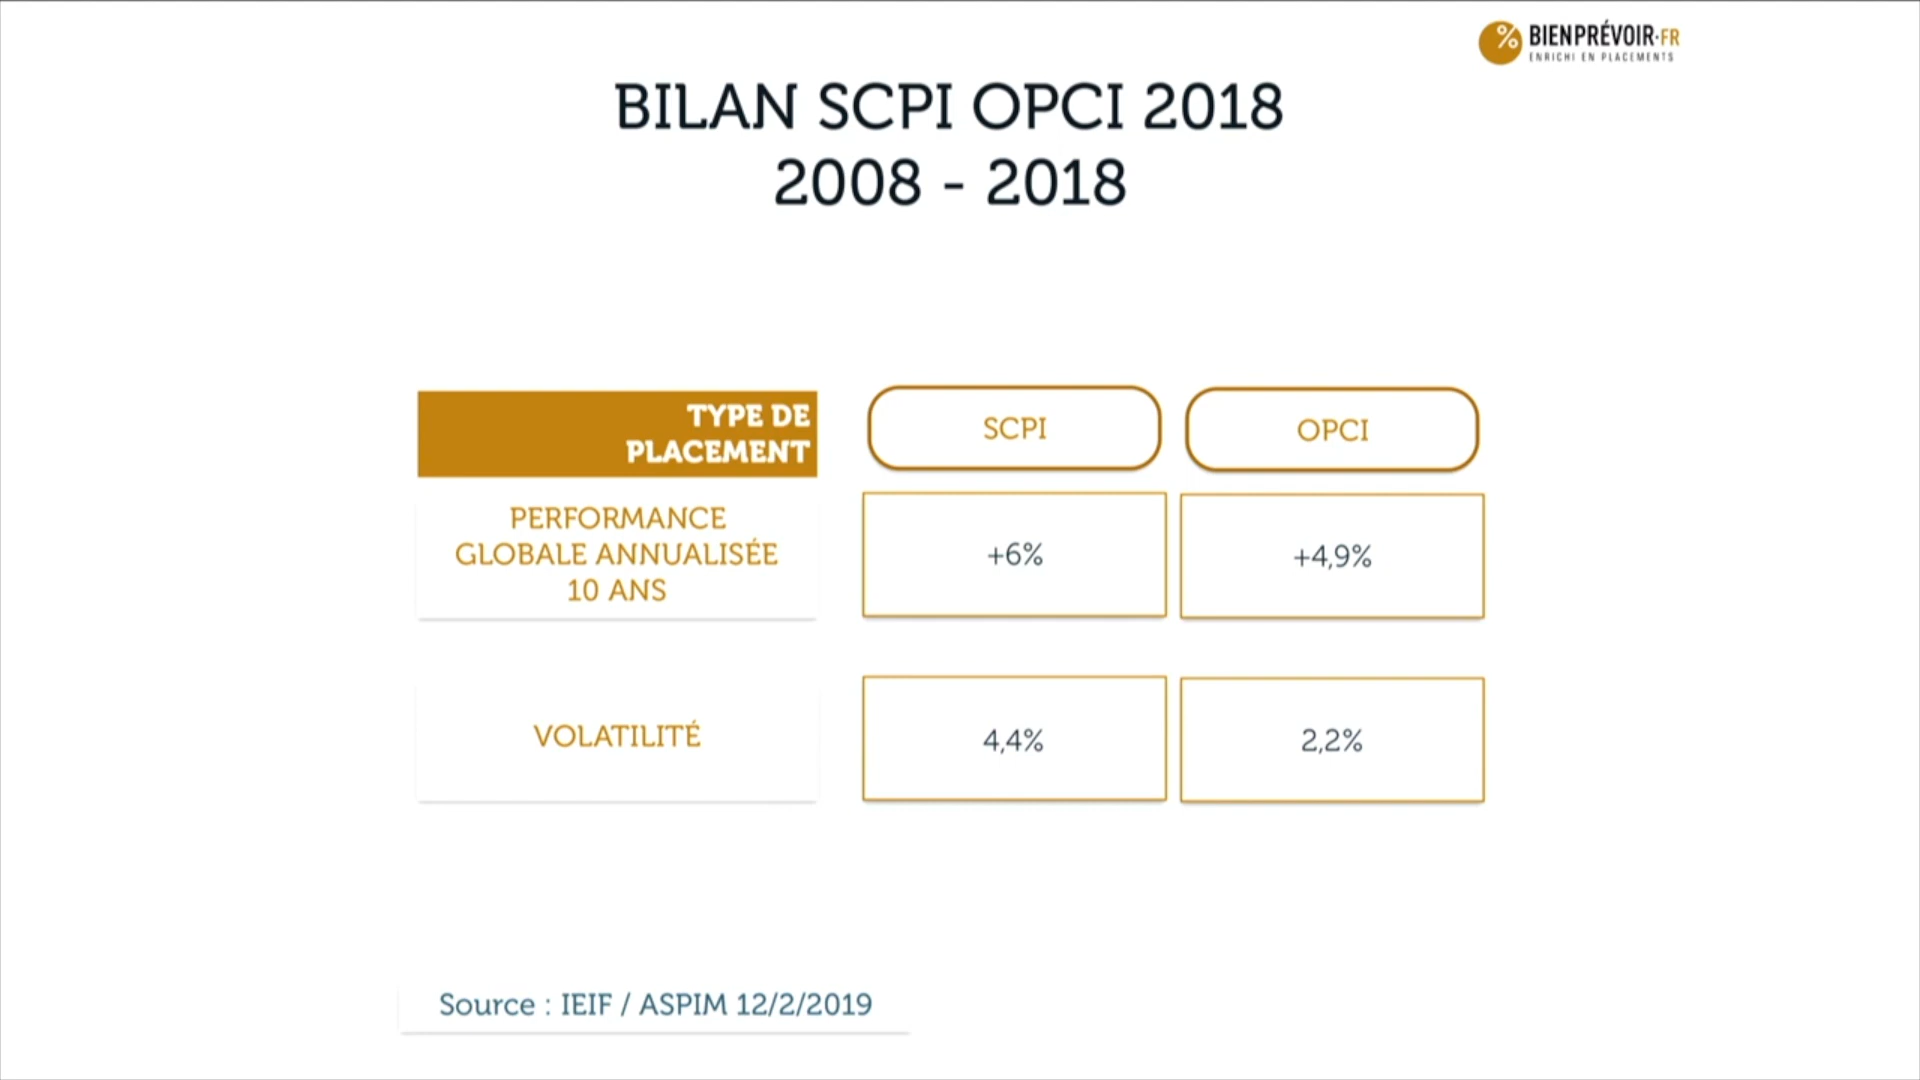 BIENPRÉVOIR·FR
ENRICHI EN PLACEMENTS
BILAN SCPI OPCI 2018
2008 - 2018
TYPE DE
PLACEMENT
SCPI
OPCI
PERFORMANCE
GLOBALE ANNUALISÉE
10 ANS
+6%
+4,9%
VOLATILITÉ
4,4%
2,2%
Source : IEIF / ASPIM 12/2/2019